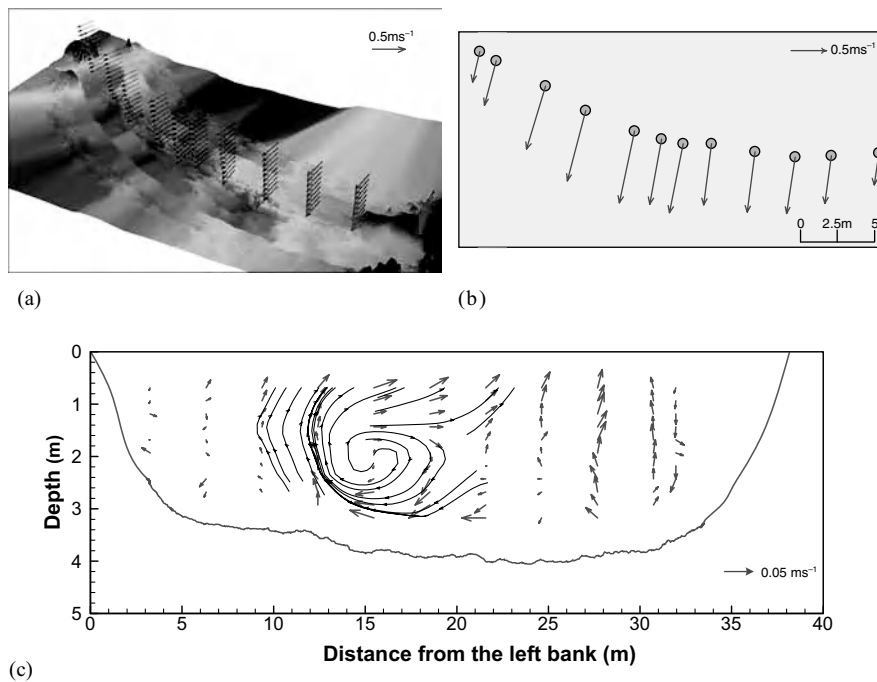 0.5ms⁻¹
(a)
0.5ms⁻¹
0 2.5m 5
(b)
0
1
2
3
4
5
Depth (m)
0.05 ms⁻¹
0 5 10 15 20 25 30 35 40
Distance from the left bank (m)
(c)